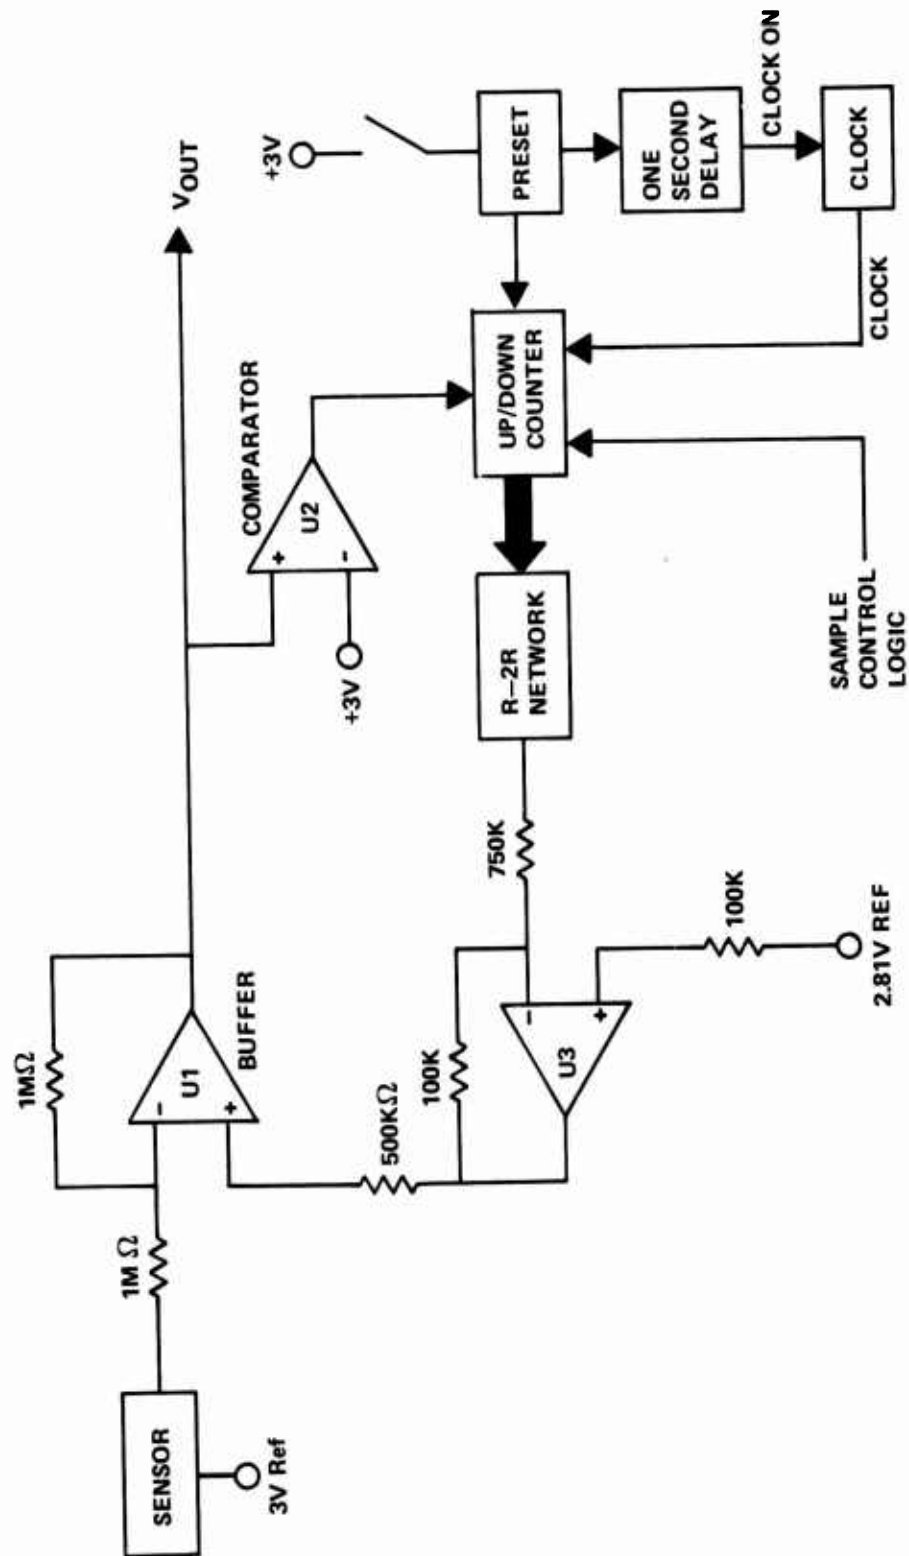 SENSOR
3V Ref
1M Ω
1MΩ
−
+
U1
BUFFER
VOUT
500KΩ
100K
−
+
U3
750K
100K
2.81V REF
R−2R
NETWORK
COMPARATOR
+
−
U2
+3V
UP/DOWN
COUNTER
SAMPLE
CONTROL
LOGIC
+3V
PRESET
ONE
SECOND
DELAY
CLOCK ON
CLOCK
CLOCK